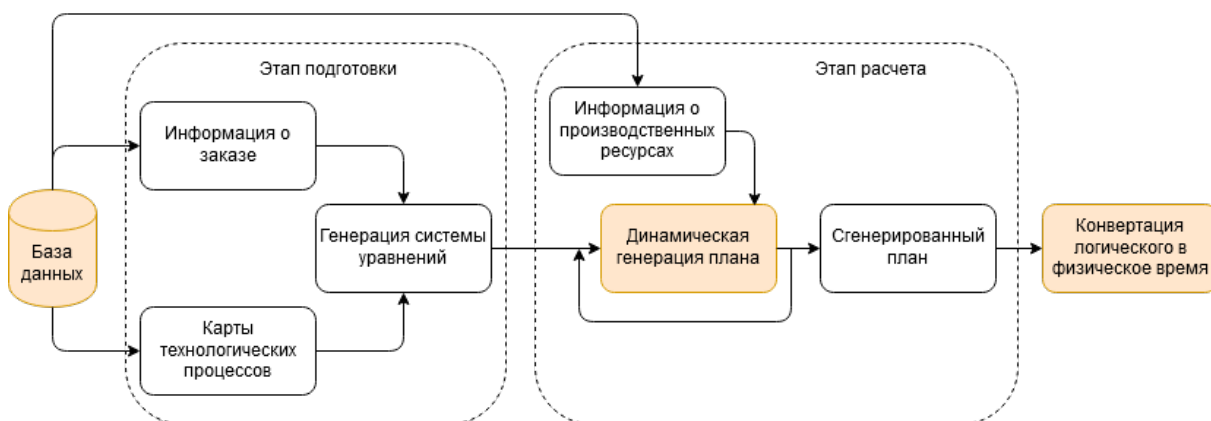 Этап подготовки
Этап расчета
Информация о
заказе
Информация о
производственных
ресурсах
База
данных
Генерация системы
уравнений
Динамическая
генерация плана
Сгенерированный
план
Конвертация
логического в
физическое время
Карты
технологических
процессов